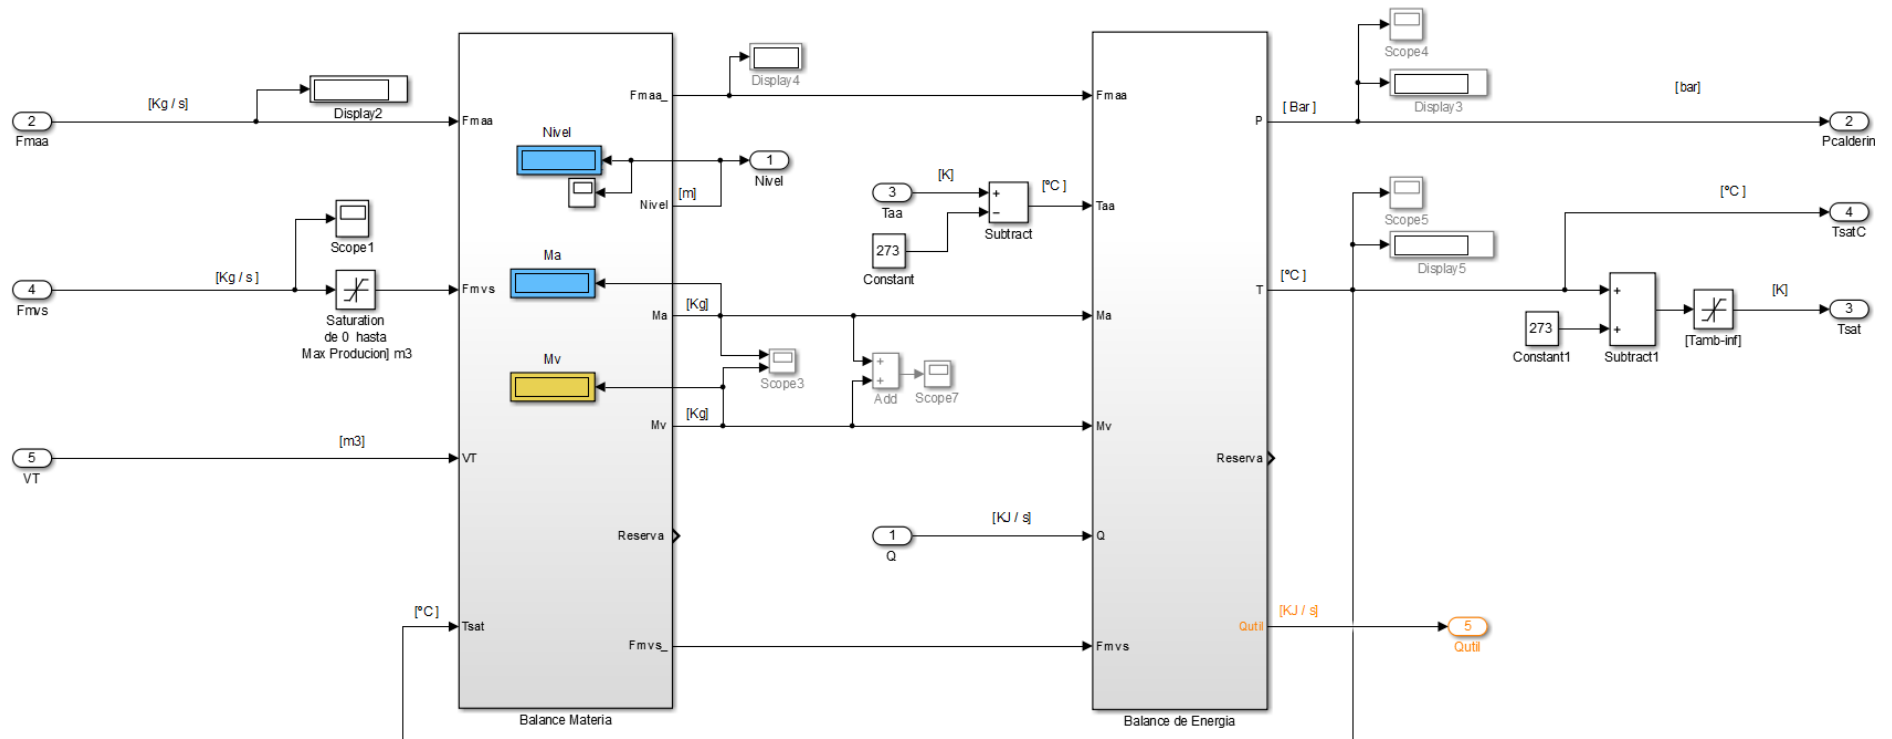 Scope4
[Kg / s]
Display4
Display3
[bar]
Display2
2
Fmaa
Fmaa
Fmaa_
Fmaa
[ Bar ]
P
2
Pcalderin
Nivel
1
Nivel
[m]
Nivel
[K]
3
Taa
+
−
Subtract
273
Constant
[ºC ]
Taa
Scope5
Display5
[ºC ]
4
TsatC
Scope1
Ma
[Kg / s ]
4
Fmvs
Fmvs
Saturation
de 0 hasta
Max Producion] m3
[Kg]
Ma
Ma
[ºC ]
T
+
+
273
Constant1
Subtract1
[Tamb-inf]
[K]
3
Tsat
Mv
Scope3
+
+
Add
Scope7
[Kg]
Mv
Mv
[m3]
5
VT
VT
Reserva
Reserva
[KJ / s]
1
Q
Q
[ºC ]
Tsat
Fmvs_
Fmvs
Qutil
[KJ / s]
5
Qutil
Balance Materia
Balance de Energia